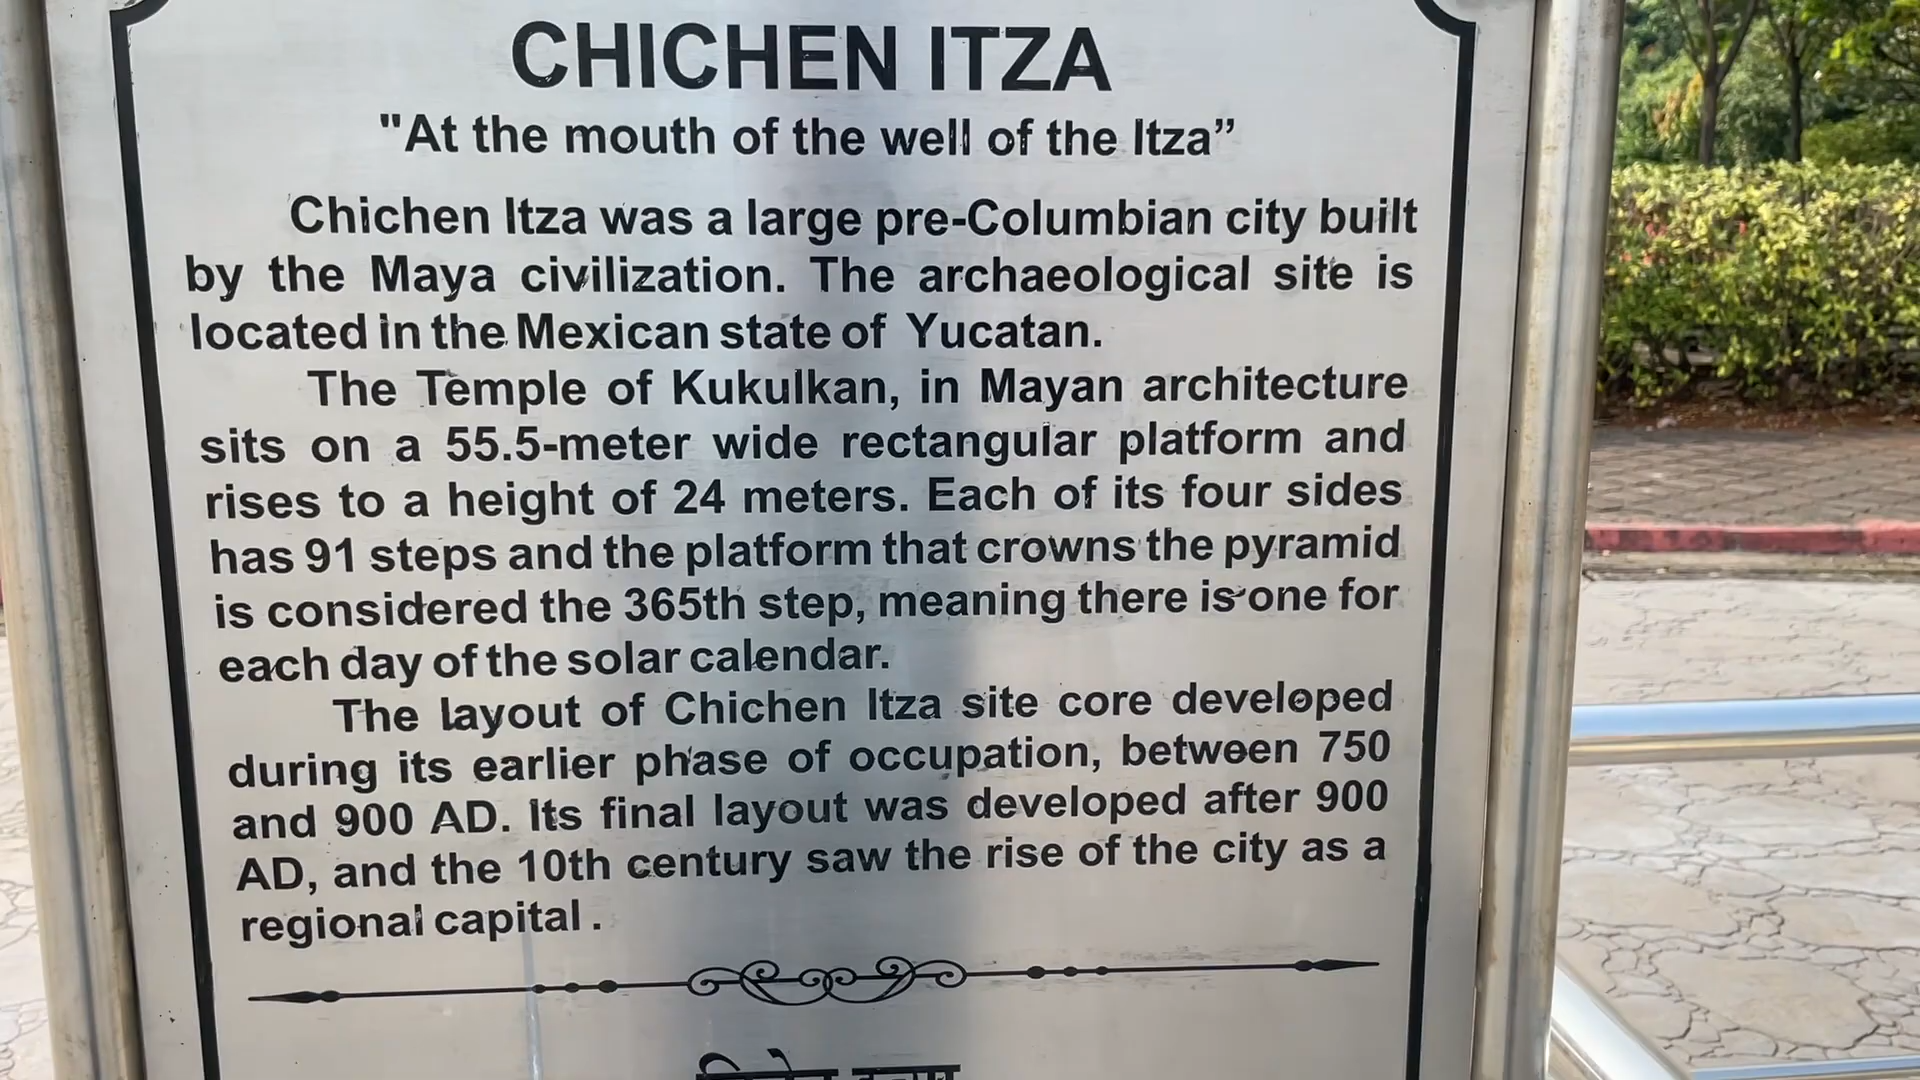 CHICHEN ITZA
"At the mouth of the well of the Itza”
Chichen Itza was a large pre-Columbian city built
by the Maya civilization. The archaeological site is
located in the Mexican state of Yucatan.
The Temple of Kukulkan, in Mayan architecture
sits on a 55.5-meter wide rectangular platform and
rises to a height of 24 meters. Each of its four sides
has 91 steps and the platform that crowns the pyramid
is considered the 365th step, meaning there is one for
each day of the solar calendar.
The layout of Chichen Itza site core developed
during its earlier phase of occupation, between 750
and 900 AD. Its final layout was developed after 900
AD, and the 10th century saw the rise of the city as a
regional capital.